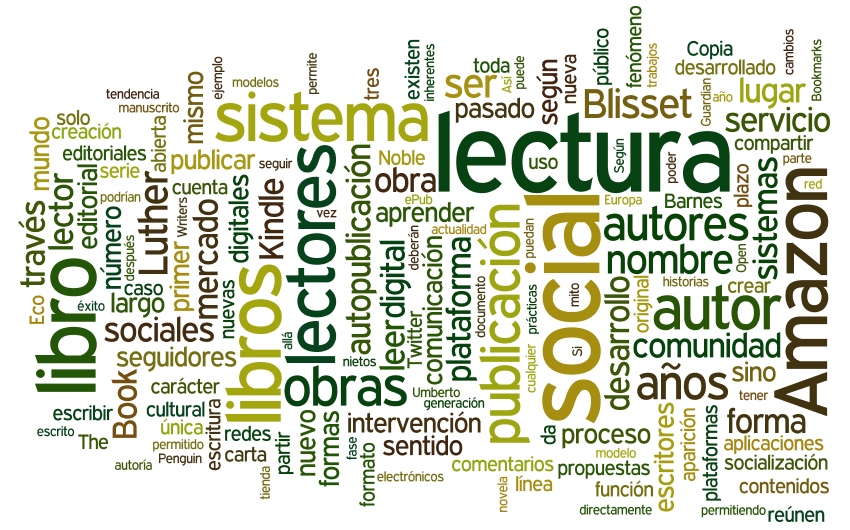 lectura
social
Amazon
sistema
libro
libros
lectores
autor
obras
publicación
autores
nombre
años
Blisset
ser
servicio
lugar
sistemas
comunidad
desarrollo
forma
sino
proceso
escritores
intervención
sentido
nuevo
formas
plataforma
comunicación
leer
digital
Twitter
autopublicación
aprender
obra
Noble
Kindle
digitales
mercado
primer
Luther
publicar
mismo
pasado
según
nueva
público
fenómeno
trabajos
Copia
desarrollado
cambios
Bookmarks
Guardian
año
compartir
parte
red
plazo
poder
Según
uso
Barnes
Europa
ePub
actualidad
deberán
puedan
documento
prácticas
mito
Si
cualquier
original
historias
Open
crear
tener
existen
inherentes
toda
Así
puede
tres
permite
modelos
ejemplo
tendencia
manuscrito
solo
creación
mundo
editoriales
abierta
serie
podrían
editorial
lector
través
número
después
Writers
cuenta
seguir
vez
caso
largo
éxito
Eco
nuevas
allá
sociales
seguidores
Book
carácter
cultural
escribir
escrito
The
única
permitido
autoría
Penguin
escritura
redes
carta
tienda
partir
fase
formato
electrónicos
nietos
Umberto
generación
comentarios
línea
novela
da
propuestas
modelo
función
directamente
aparición
plataformas
permitiendo
aplicaciones
socialización
contenidos
reúnen